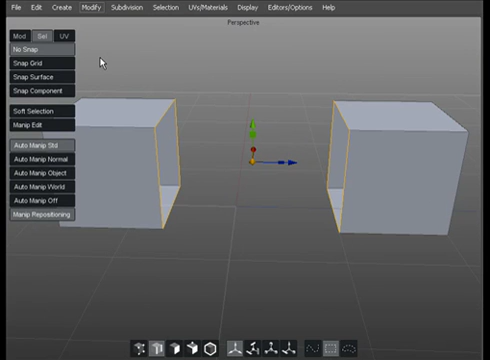 File Edit Create Modify Subdivision Selection UVs/Materials Display Editors/Options Help
Perspective
Mod Sel UV
No Snap
Snap Grid
Snap Surface
Snap Component
Soft Selection
Manip Edit
Auto Manip Std
Auto Manip Normal
Auto Manip Object
Auto Manip World
Auto Manip Off
Manip Repositioning